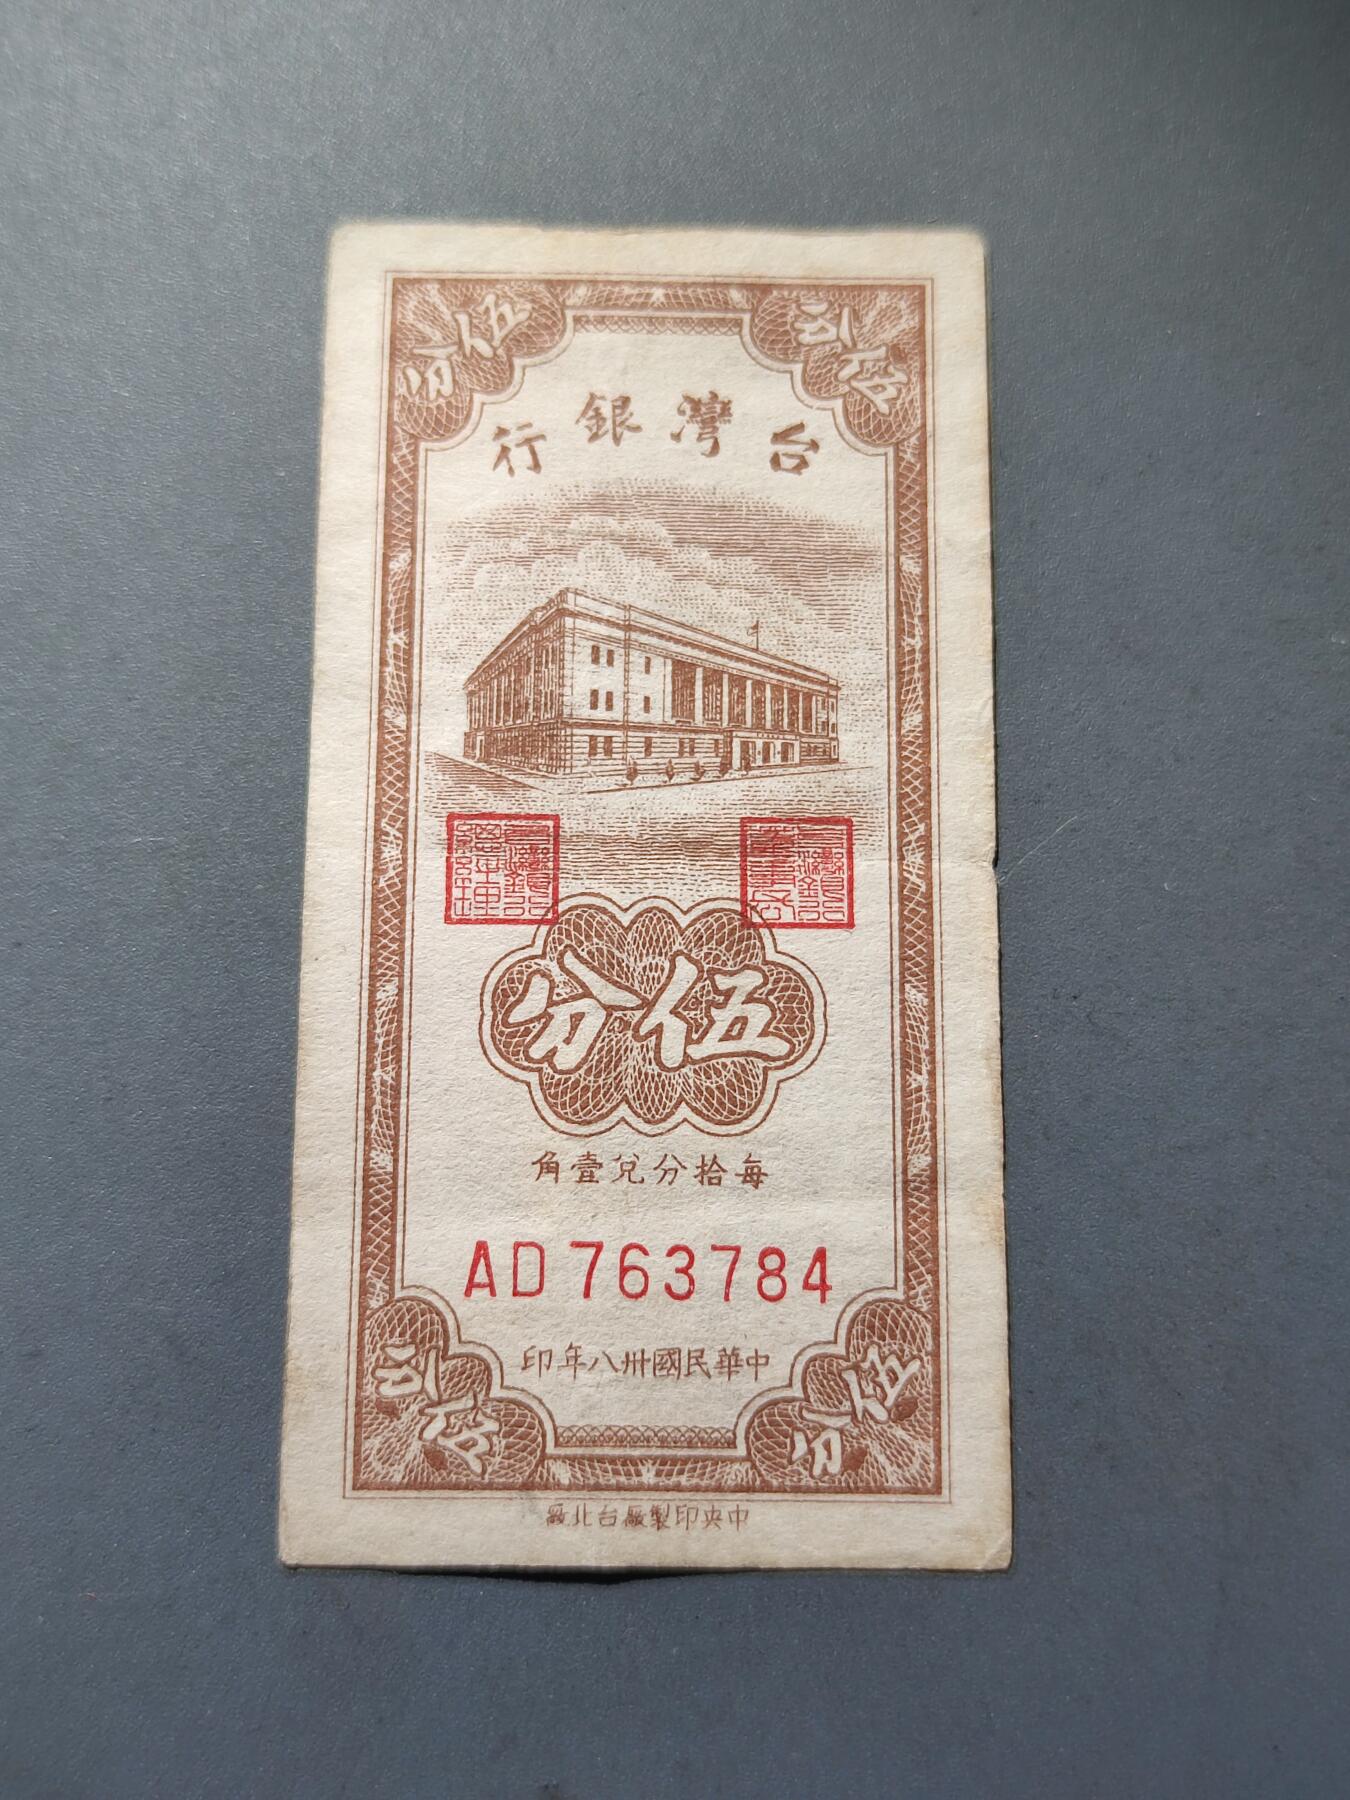 伍分
伍分
台灣銀行
伍分
每拾分兌壹角
AD763784
中華民國卅八年印
伍分
伍分
中央印製廠台北廠